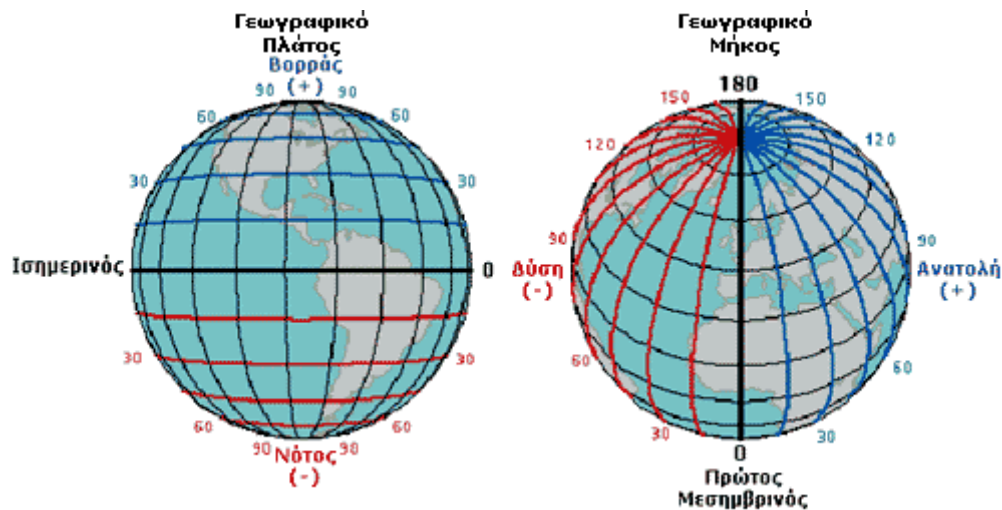 Γεωγραφικό
Πλάτος
Βορράς
(+)
90 90
60 60
30 30
Ισημερινός 0
30 30
60 60
90 90
Νότος
(-)
Γεωγραφικό
Μήκος
180
150 150
120 120
90 90
Δύση Ανατολή
(-) (+)
60 60
30 30
0
Πρώτος
Μεσημβρινός